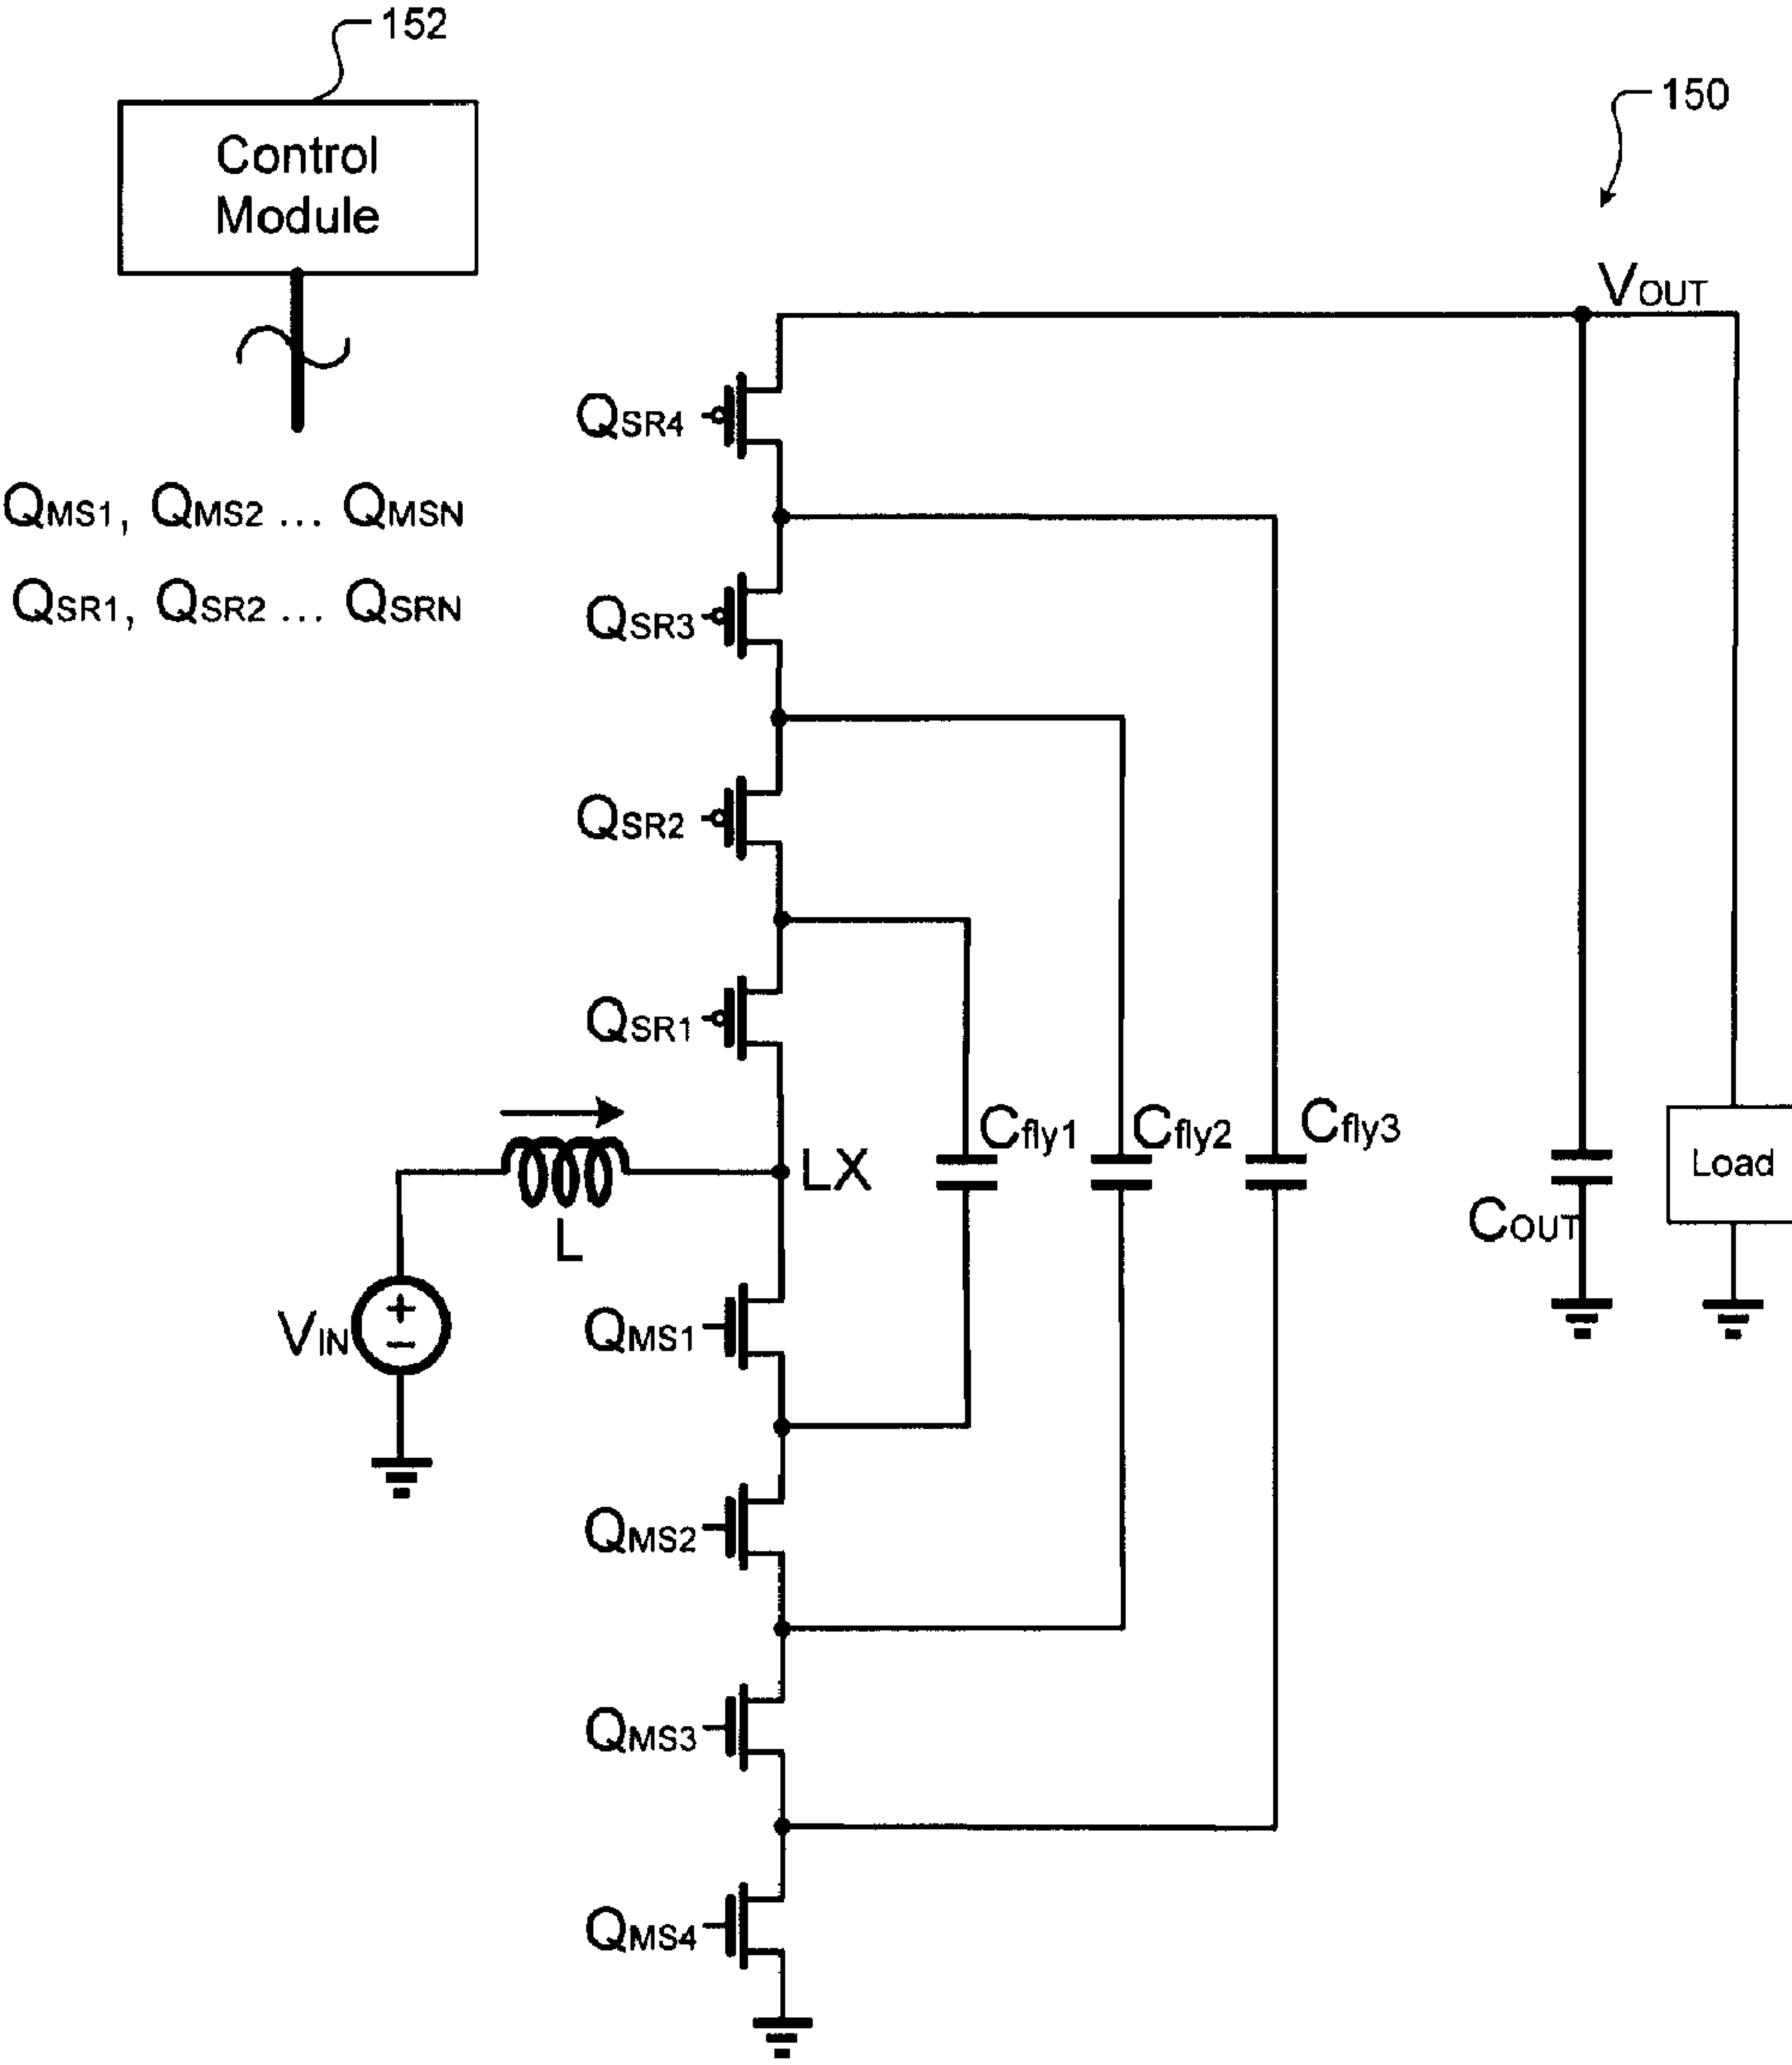 152
Control
Module
150
VOUT
QSR4
QMS1, QMS2 ... QMSN
QSR1, QSR2 ... QSRN
QSR3
QSR2
QSR1
LX
Cfly1
Cfly2
Cfly3
Load
COUT
L
VIN
+
−
QMS1
QMS2
QMS3
QMS4